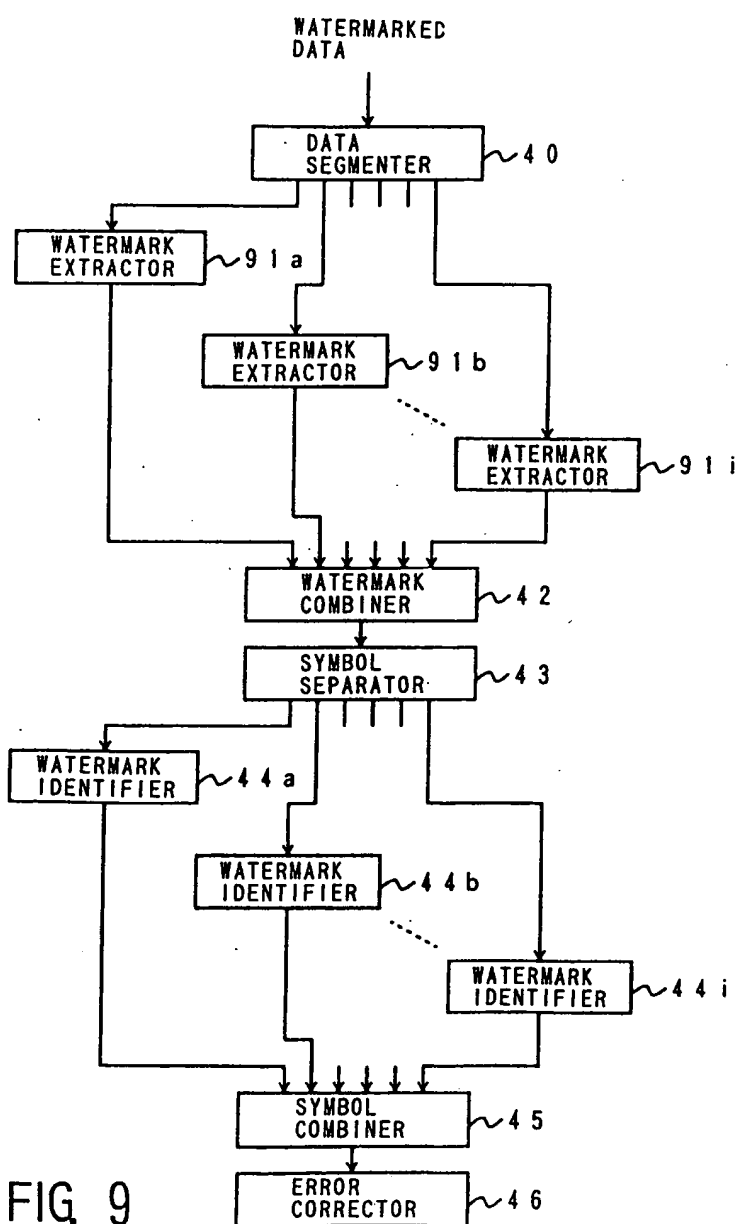 WATERMARKED
DATA
DATA
SEGMENTER
40
WATERMARK
EXTRACTOR
91a
WATERMARK
EXTRACTOR
91b
WATERMARK
EXTRACTOR
91i
WATERMARK
COMBINER
42
SYMBOL
SEPARATOR
43
WATERMARK
IDENTIFIER
44a
WATERMARK
IDENTIFIER
44b
WATERMARK
IDENTIFIER
44i
SYMBOL
COMBINER
45
ERROR
CORRECTOR
46
FIG. 9